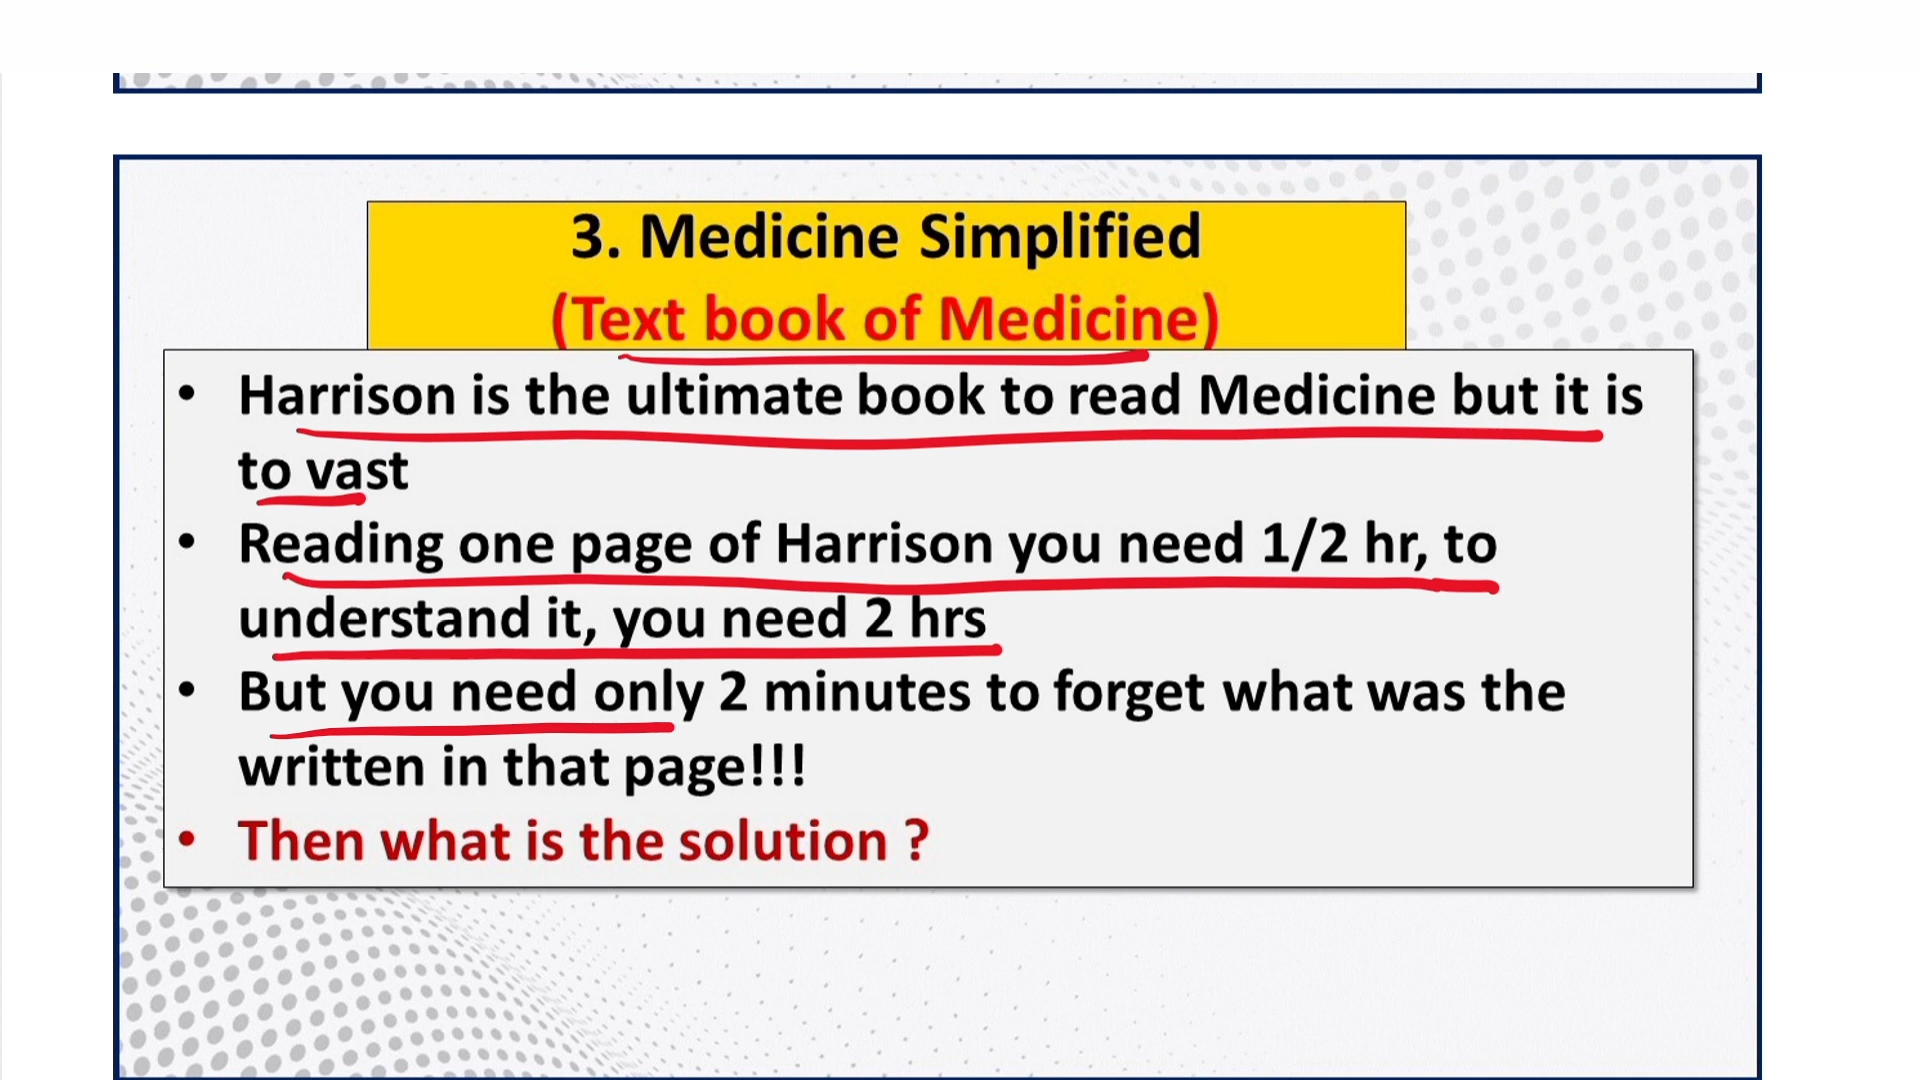 3. Medicine Simplified
(Text book of Medicine)
• Harrison is the ultimate book to read Medicine but it is
to vast
• Reading one page of Harrison you need 1/2 hr, to
understand it, you need 2 hrs
• But you need only 2 minutes to forget what was the
written in that page!!!
• Then what is the solution ?